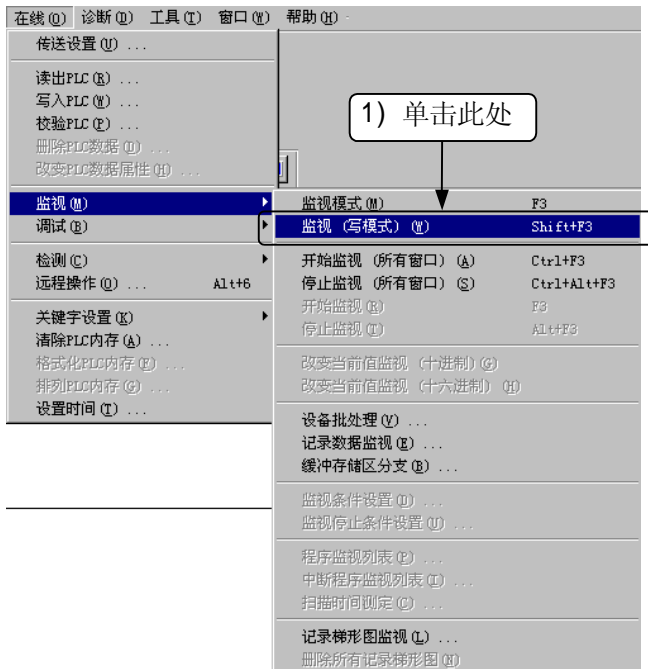 在线(O) 诊断(D) 工具(T) 窗口(W) 帮助(H)
传送设置(U) ...
读出PLC(R) ...
写入PLC(W) ...
校验PLC(P) ...
删除PLC数据(D) ...
改变PLC数据属性(H) ...
监视(M)
调试(B)
检测(C)
远程操作(O) ... Alt+6
关键字设置(K)
清除PLC内存(A) ...
格式化PLC内存(F) ...
排列PLC内存(G) ...
设置时间(T) ...
1) 单击此处
监视模式(M) F3
监视 (写模式) (W) Shift+F3
开始监视 (所有窗口) (A) Ctrl+F3
停止监视 (所有窗口) (S) Ctrl+Alt+F3
开始监视(R) F3
停止监视(T) Alt+F3
改变当前值监视 (十进制)(G)
改变当前值监视 (十六进制) (H)
设备批处理(V) ...
记录数据监视(E) ...
缓冲存储区分支(B) ...
监视条件设置(D) ...
监视停止条件设置(U) ...
程序监视列表(P) ...
中断程序监视列表(I) ...
扫描时间测定(C) ...
记录梯形图监视(L) ...
删除所有记录梯形图(N)